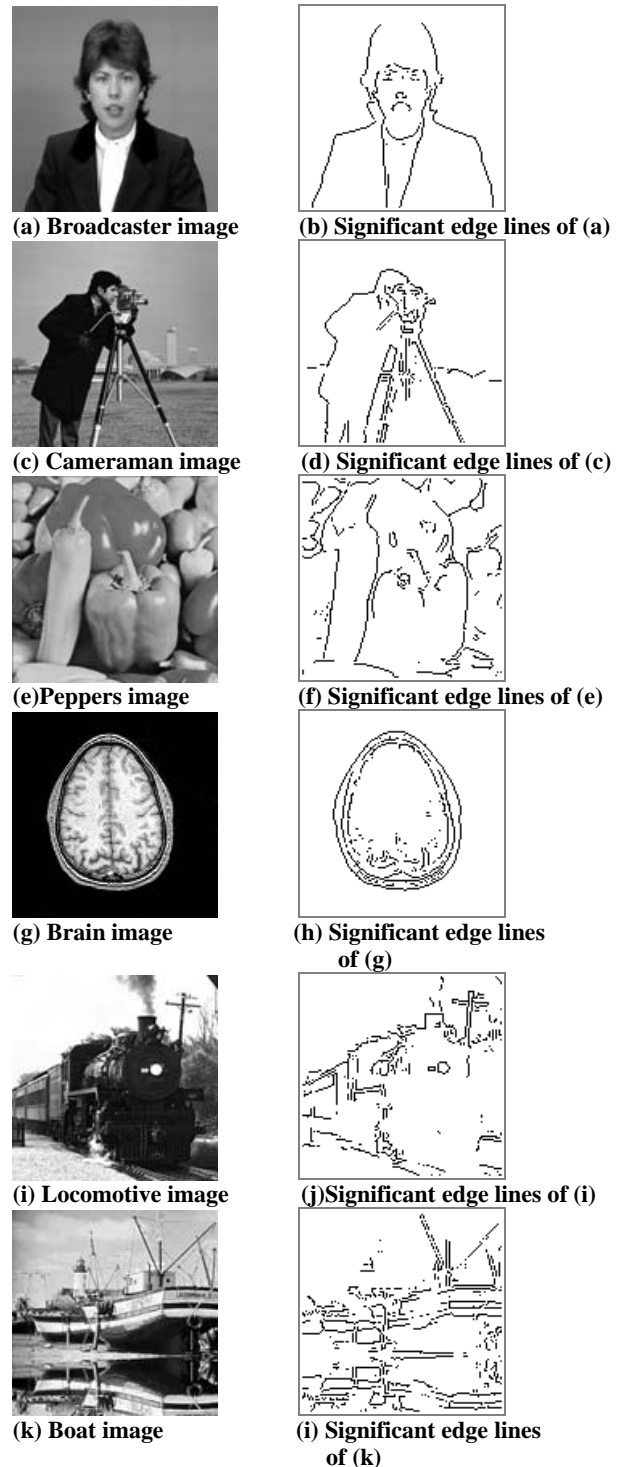 (a) Broadcaster image
(b) Significant edge lines of (a)
(c) Cameraman image
(d) Significant edge lines of (c)
(e)Peppers image
(f) Significant edge lines of (e)
(g) Brain image
(h) Significant edge lines
of (g)
(i) Locomotive image
(j)Significant edge lines of (i)
(k) Boat image
(i) Significant edge lines
of (k)